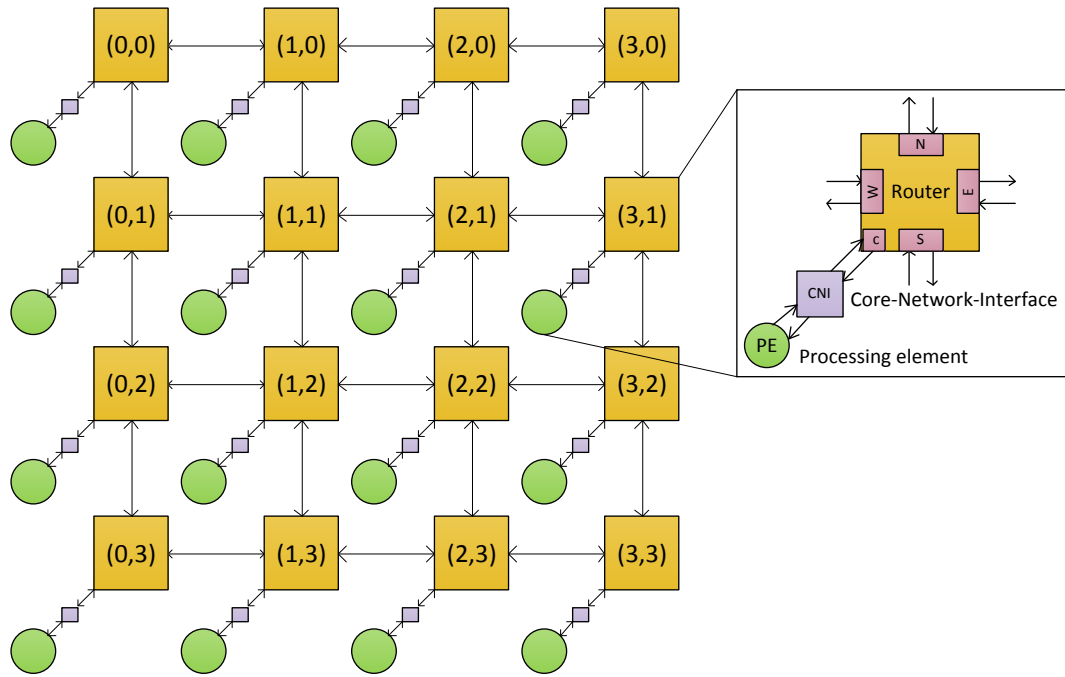 (0,0) (1,0) (2,0) (3,0)
(0,1) (1,1) (2,1) (3,1)
(0,2) (1,2) (2,2) (3,2)
(0,3) (1,3) (2,3) (3,3)
N
W Router E
c S
CNI Core-Network-Interface
PE Processing element